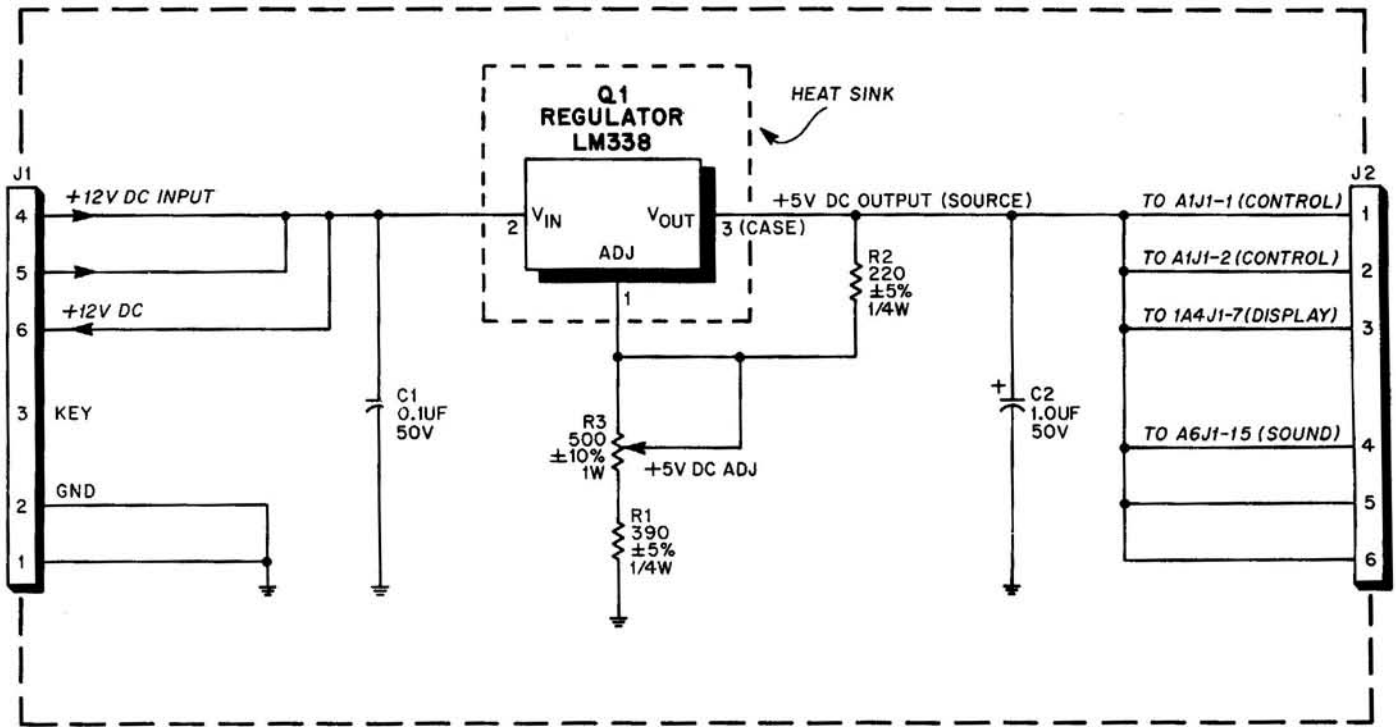 Q1
REGULATOR
LM338
HEAT SINK
J1
4
+12V DC INPUT
5
+12V DC
6
3
KEY
GND
2
1
C1
0.1UF
50V
2
VIN
VOUT
ADJ
3 (CASE)
1
+5V DC OUTPUT (SOURCE)
R2
220
±5%
1/4W
R3
500
±10%
1W
+5V DC ADJ
R1
390
±5%
1/4W
+
C2
1.0UF
50V
J2
TO A1J1-1 (CONTROL)
1
TO A1J1-2 (CONTROL)
2
TO 1A4J1-7 (DISPLAY)
3
TO A6J1-15 (SOUND)
4
5
6